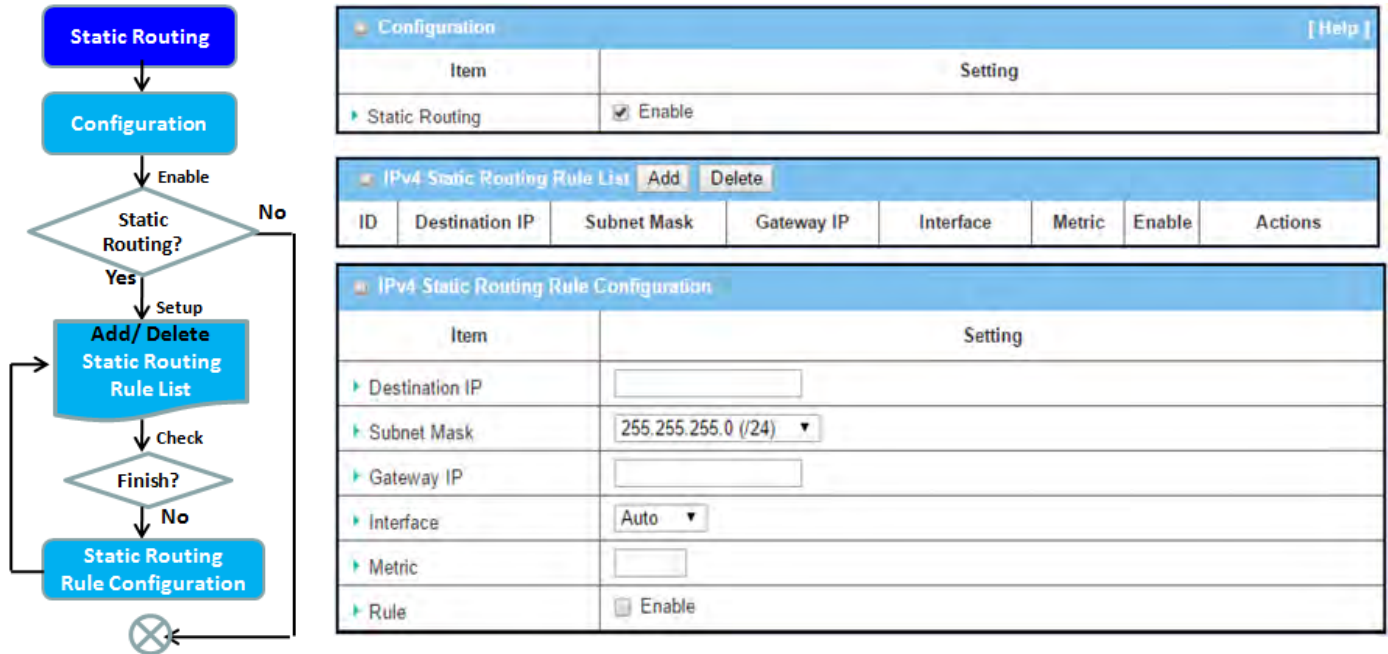 Static Routing
Configuration
Enable
Static
Routing?
No
Yes
Setup
Add/ Delete
Static Routing
Rule List
Check
Finish?
No
Static Routing
Rule Configuration
Configuration [ Help ]
Item Setting
Static Routing Enable
IPv4 Static Routing Rule List Add Delete
ID Destination IP Subnet Mask Gateway IP Interface Metric Enable Actions
IPv4 Static Routing Rule Configuration
Item Setting
Destination IP
Subnet Mask 255.255.255.0 (/24)
Gateway IP
Interface Auto
Metric
Rule Enable